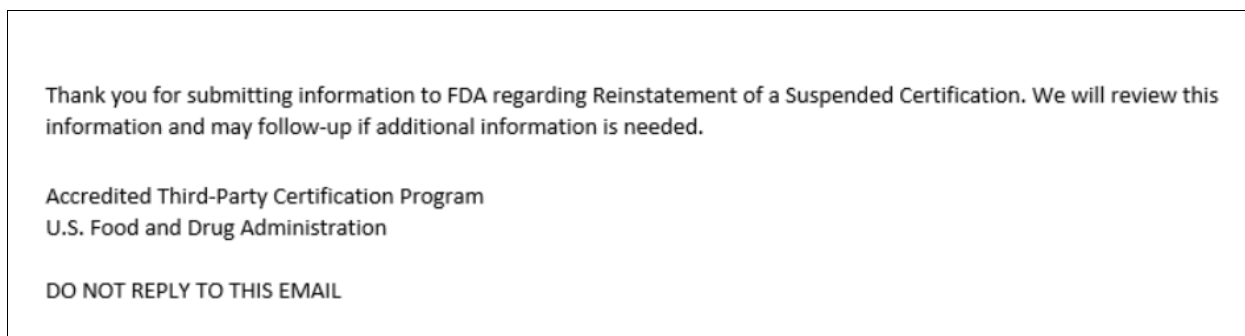 Thank you for submitting information to FDA regarding Reinstatement of a Suspended Certification. We will review this
information and may follow-up if additional information is needed.
Accredited Third-Party Certification Program
U.S. Food and Drug Administration
DO NOT REPLY TO THIS EMAIL